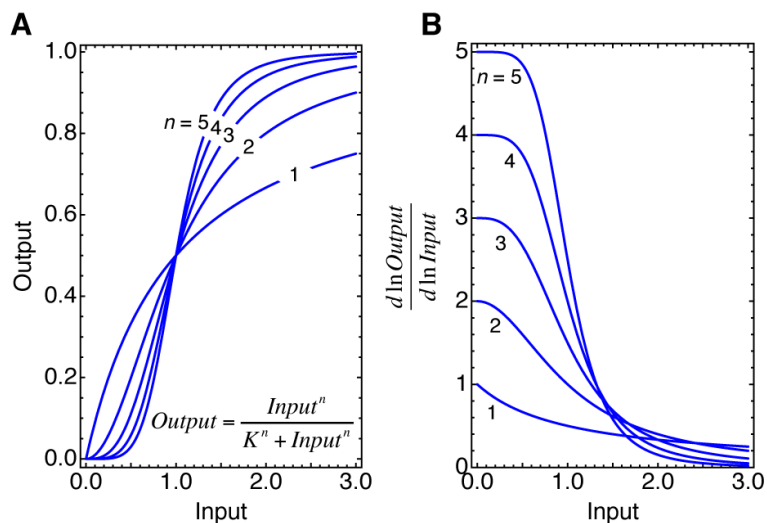 A
1.0
0.8
0.6
0.4
0.2
0.0
Output
n = 5 4 3
2
1
Output = Input^n / (K^n + Input^n)
0.0 1.0 2.0 3.0
Input
B
5
4
3
2
1
0
d ln Output / d ln Input
n = 5
4
3
2
1
0.0 1.0 2.0 3.0
Input